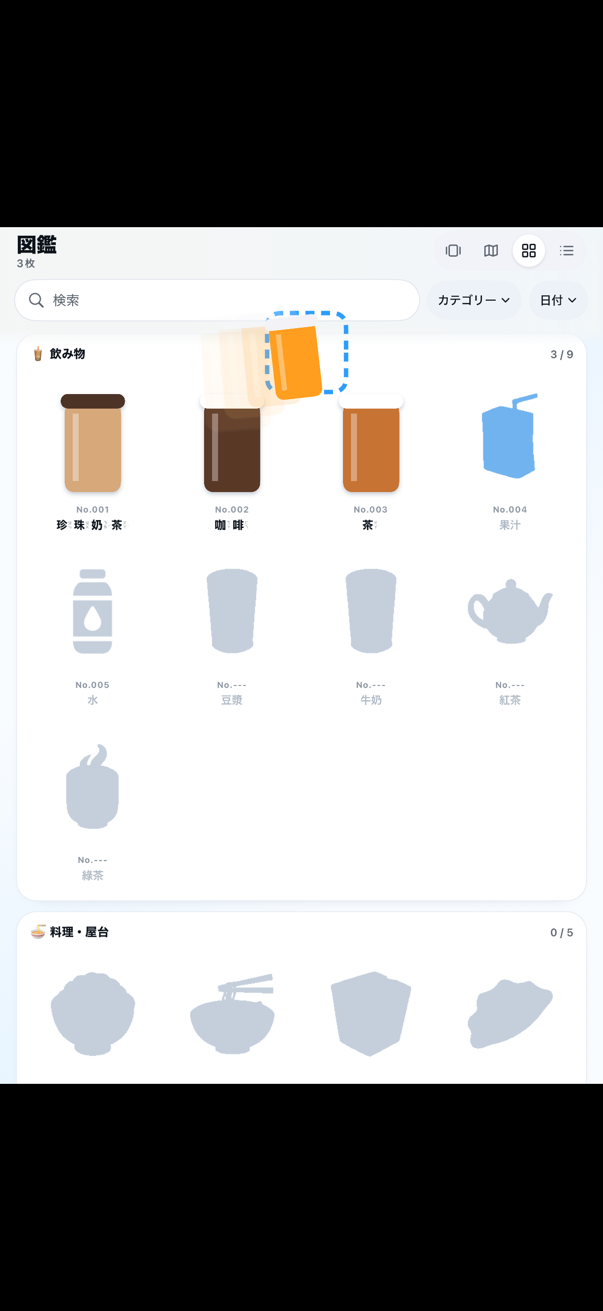 図鑑
3枚
検索
カテゴリー
日付
飲み物
3 / 9
No.001
珍珠奶茶
No.002
咖啡
No.003
茶
No.004
果汁
No.005
水
No.---
豆漿
No.---
牛奶
No.---
紅茶
No.---
綠茶
料理・屋台
0 / 5